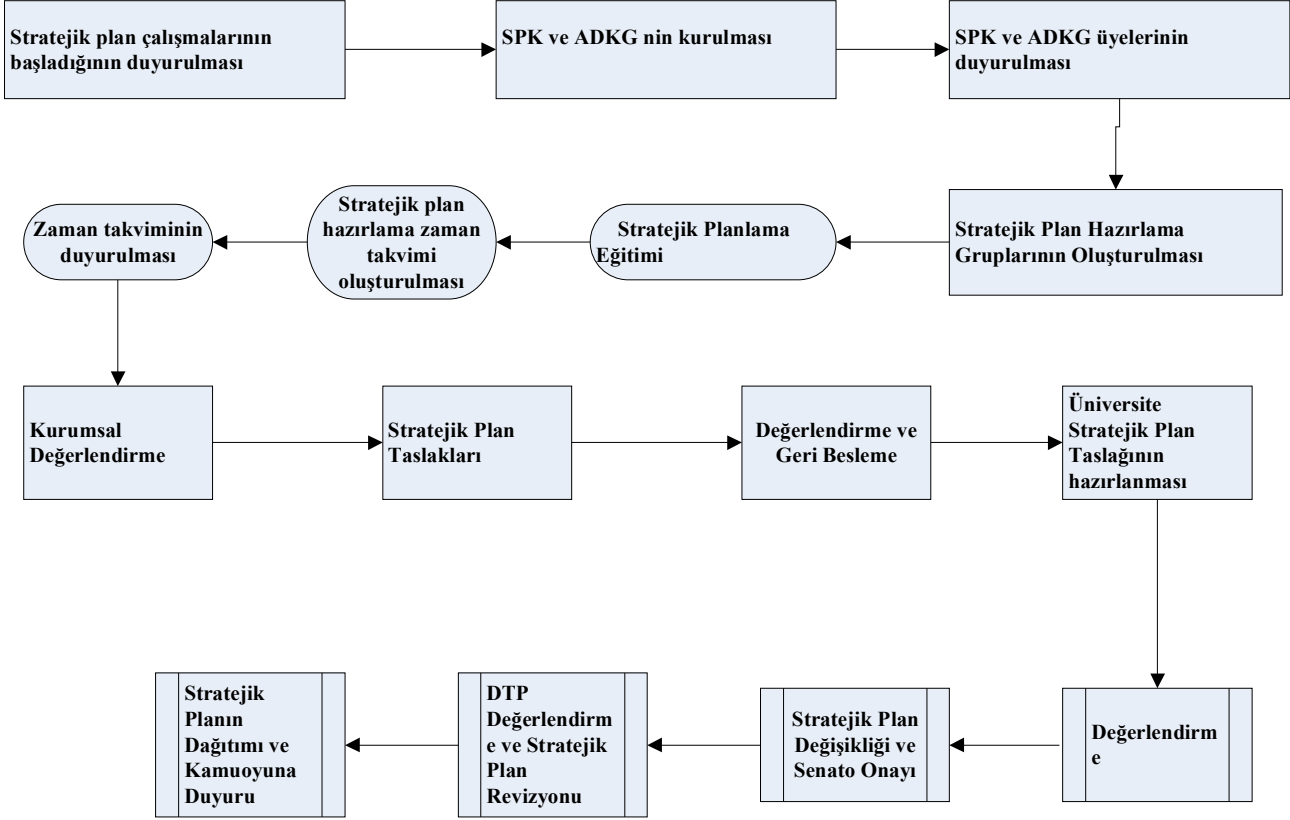 Stratejik plan çalışmalarının
başladığının duyurulması
SPK ve ADKG nin kurulması
SPK ve ADKG üyelerinin
duyurulması
Stratejik Plan Hazırlama
Gruplarının Oluşturulması
Stratejik Planlama
Eğitimi
Stratejik plan
hazırlama zaman
takvimi
oluşturulması
Zaman takviminin
duyurulması
Kurumsal
Değerlendirme
Stratejik Plan
Taslakları
Değerlendirme ve
Geri Besleme
Üniversite
Stratejik Plan
Taslağının
hazırlanması
Değerlendirm
e
Stratejik Plan
Değişikliği ve
Senato Onayı
DTP
Değerlendirm
e ve Stratejik
Plan
Revizyonu
Stratejik
Planın
Dağıtımı ve
Kamuoyuna
Duyuru